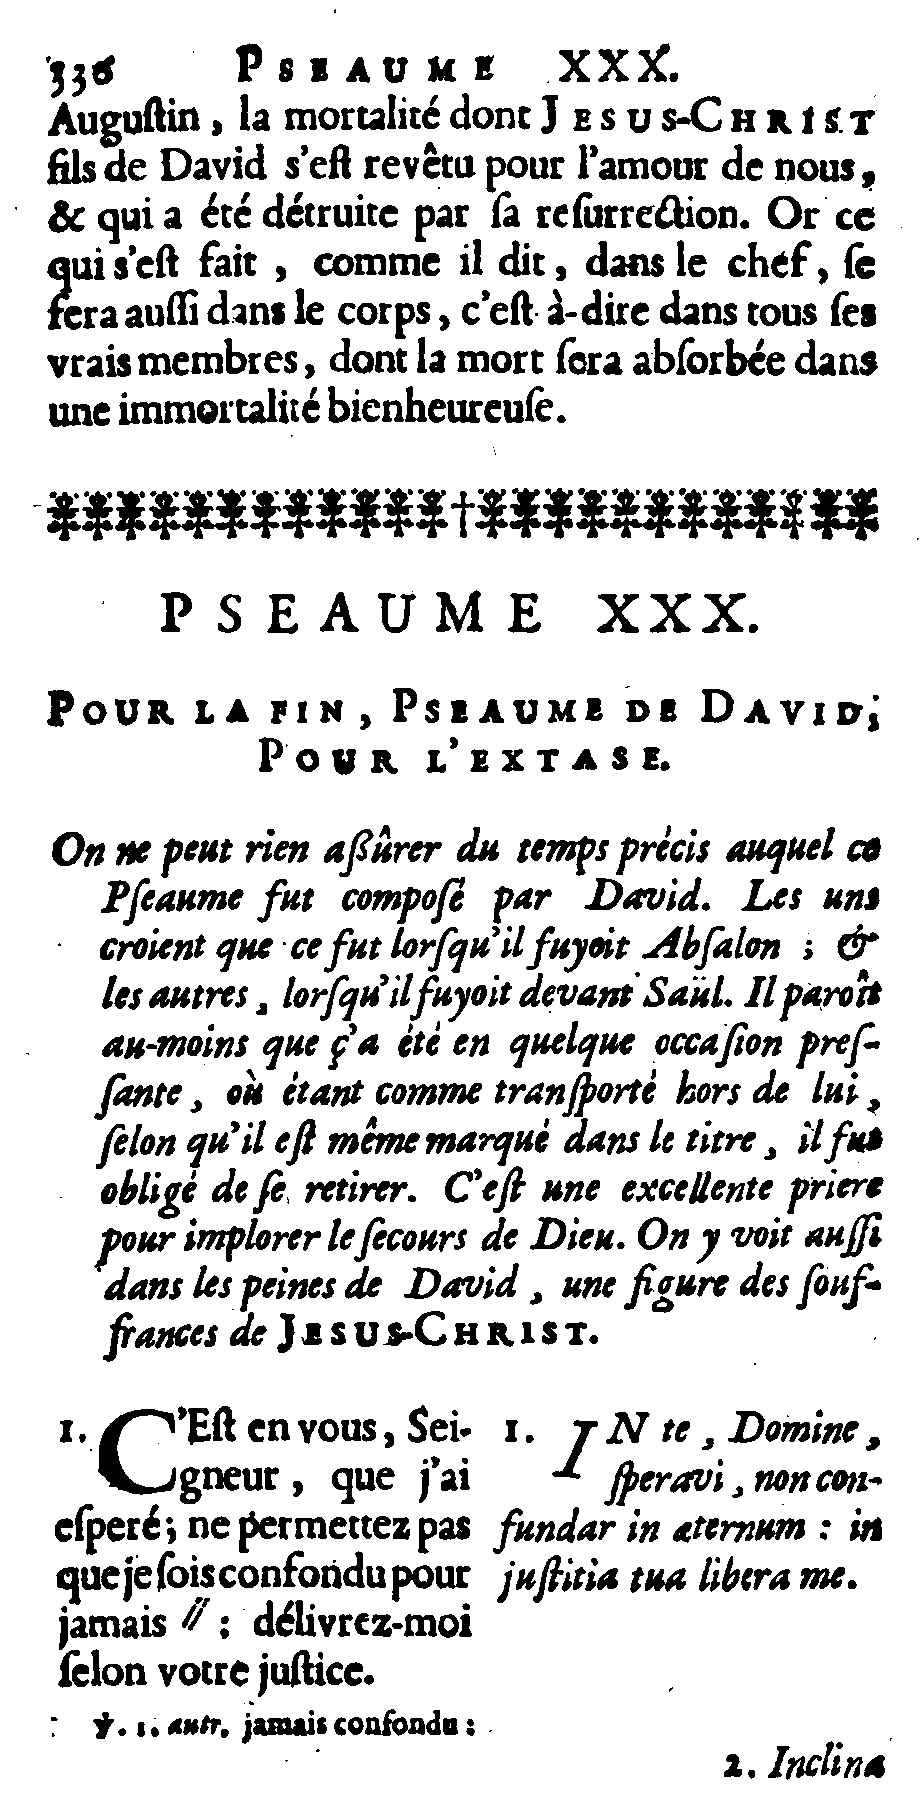 336 PSEAUME XXX.
Auguſtin, la mortalité dont JESUS-CHRIST
fils de David s'eſt revêtu pour l'amour de nous,
& qui a été détruite par ſa reſurrection. Or ce
qui s'eſt fait, comme il dit, dans le chef, ſe
fera auſſi dans le corps, c'eſt-à-dire dans tous ſes
vrais membres, dont la mort ſera abſorbée dans
une immortalité bienheureuſe.
PSEAUME XXX.
POUR LA FIN, PSEAUME DE DAVID;
POUR L'EXTASE.
On ne peut rien aſſûrer du temps précis auquel ce
Pſeaume fut compoſé par David. Les uns
croient que ce fut lorſqu'il fuyoit Abſalon; &
les autres, lorſqu'il fuyoit devant Saül. Il paroît
au-moins que ç'a été en quelque occaſion preſ-
ſante, où étant comme tranſporté hors de lui,
ſelon qu'il eſt même marqué dans le titre, il fut
obligé de ſe retirer. C'eſt une excellente priere
pour implorer le ſecours de Dieu. On y voit auſſi
dans les peines de David, une figure des ſouf-
frances de JESUS-CHRIST.
1. C'Eſt en vous, Sei-
gneur, que j'ai
eſperé; ne permettez pas
que je ſois confondu pour
jamais // : délivrez-moi
ſelon votre juſtice.
1. IN te, Domine,
ſperavi, non con-
fundar in æternum : in
juſtitia tua libera me.
℣. 1. autr. jamais confondu :
2. Inclina